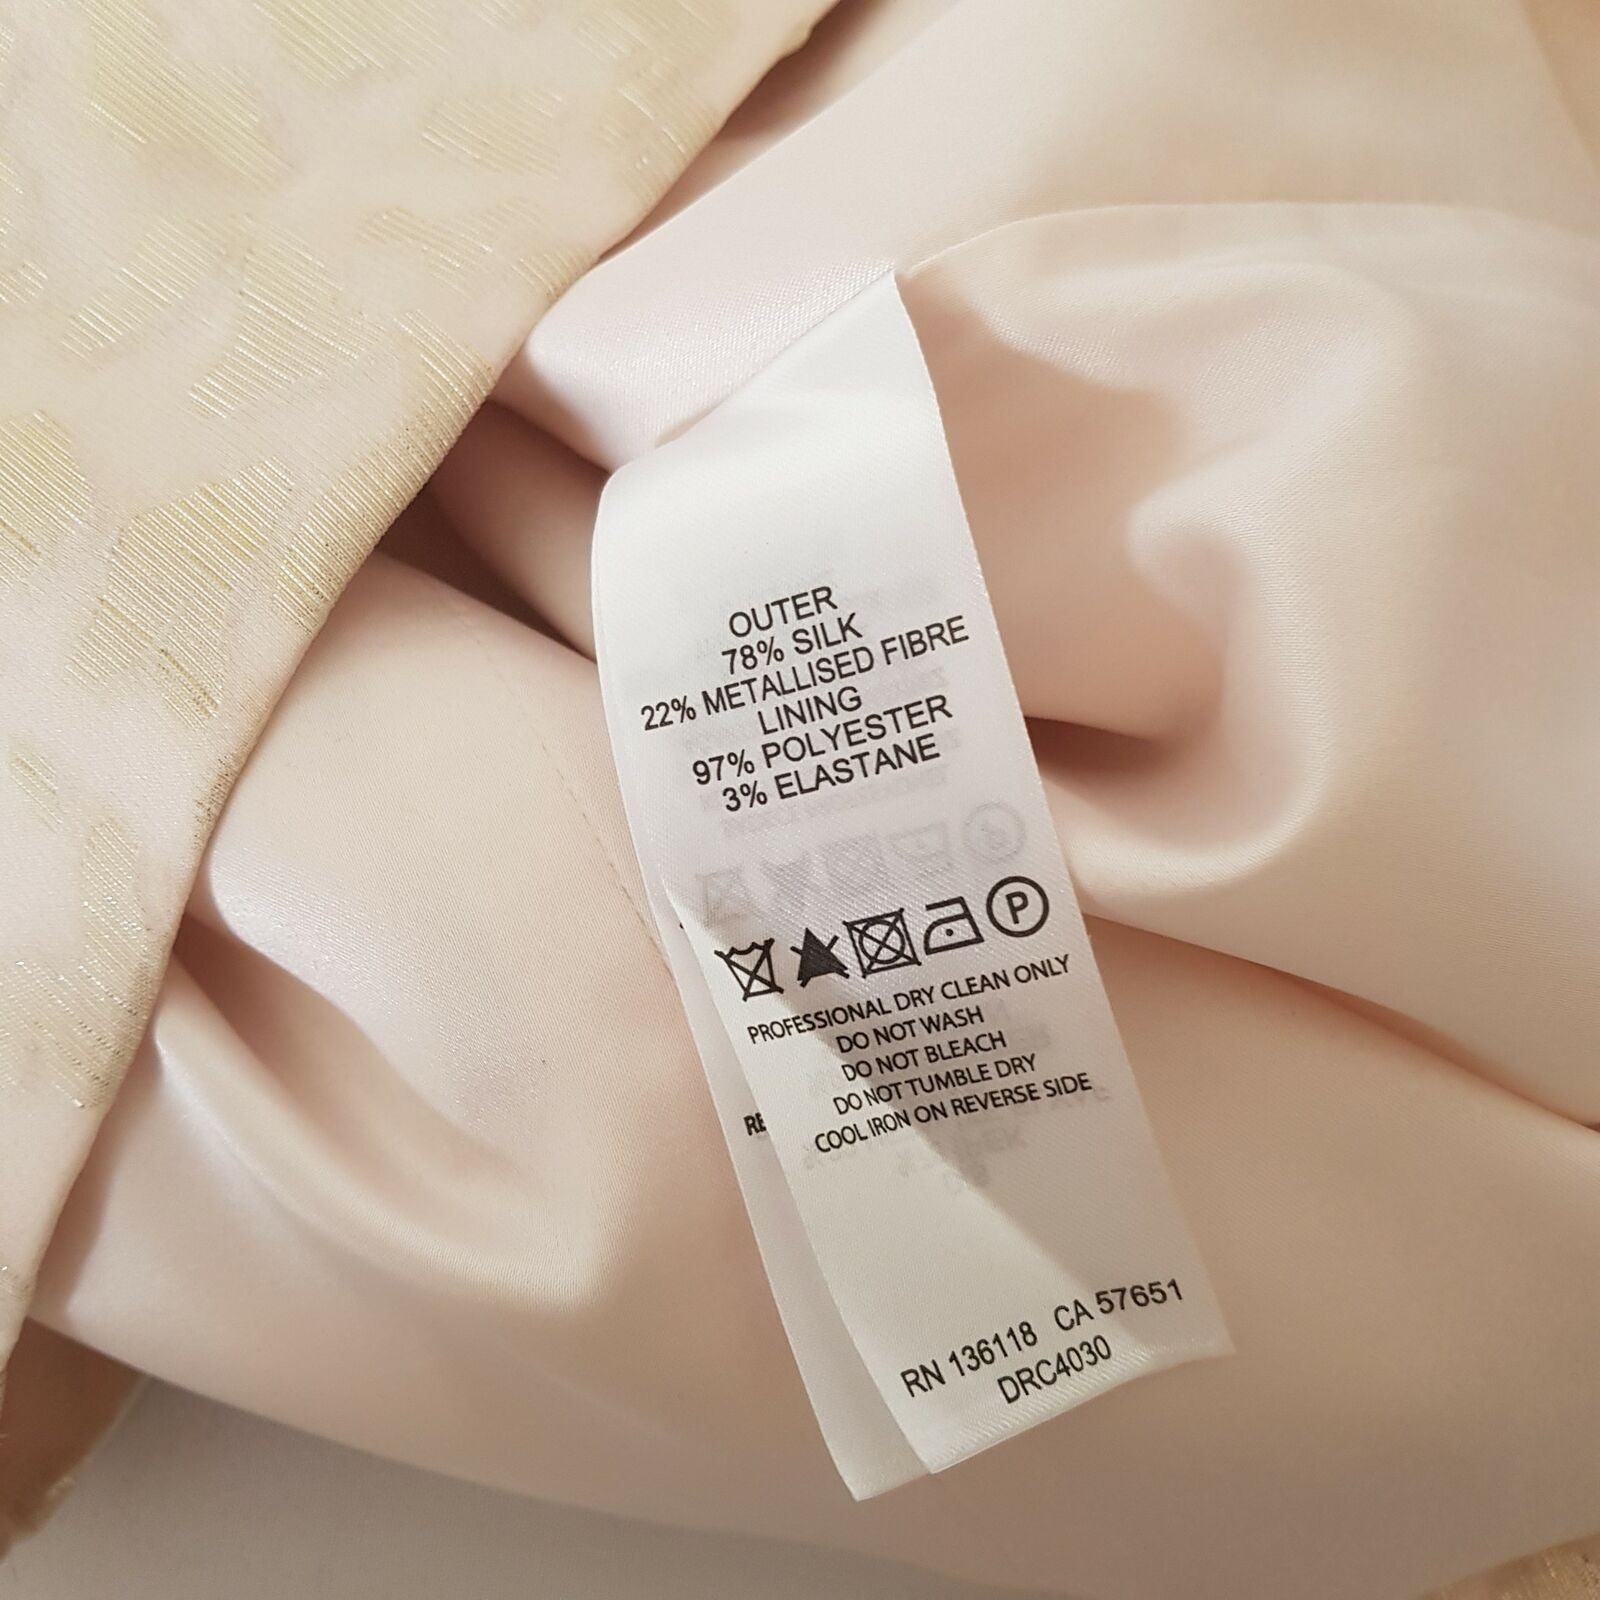 OUTER
78% SILK
22% METALLISED FIBRE
LINING
97% POLYESTER
3% ELASTANE
P
PROFESSIONAL DRY CLEAN ONLY
DO NOT WASH
DO NOT BLEACH
DO NOT TUMBLE DRY
COOL IRON ON REVERSE SIDE
RE
RN 136118 CA 57651
DRC4030